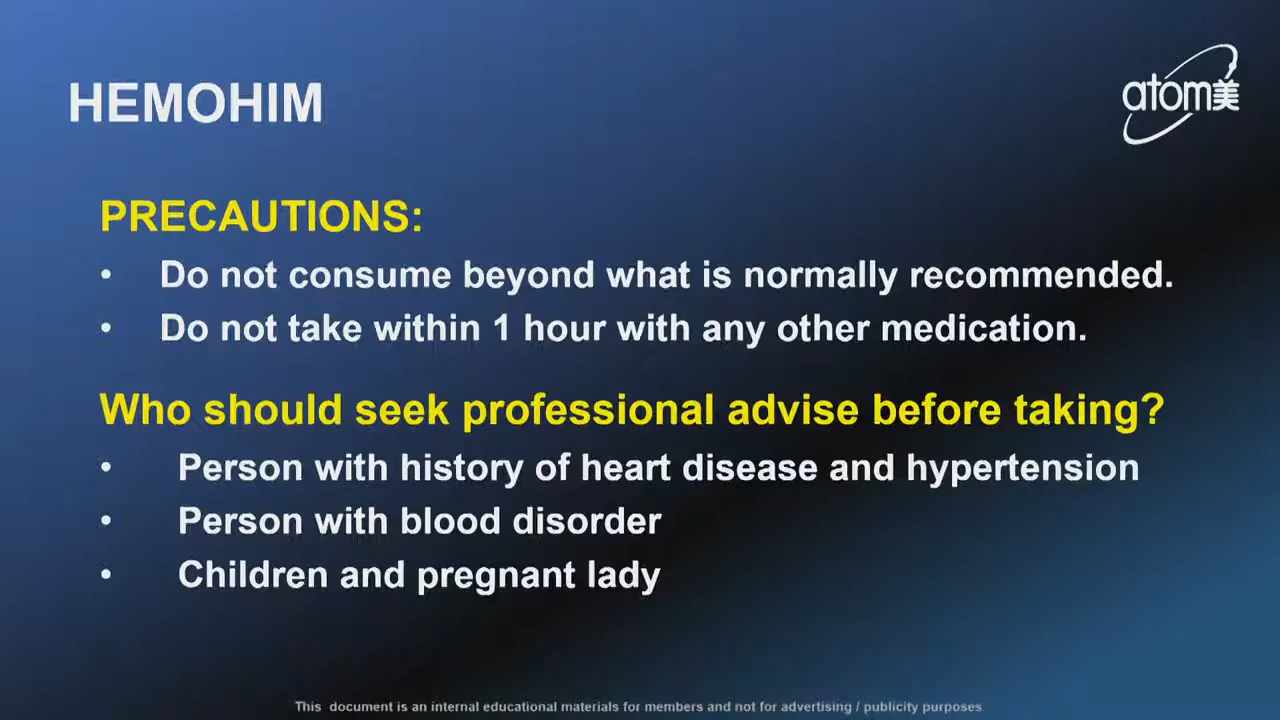 HEMOHIM
atom美
PRECAUTIONS:
• Do not consume beyond what is normally recommended.
• Do not take within 1 hour with any other medication.
Who should seek professional advise before taking?
• Person with history of heart disease and hypertension
• Person with blood disorder
• Children and pregnant lady
This document is an internal educational materials for members and not for advertising / publicity purposes